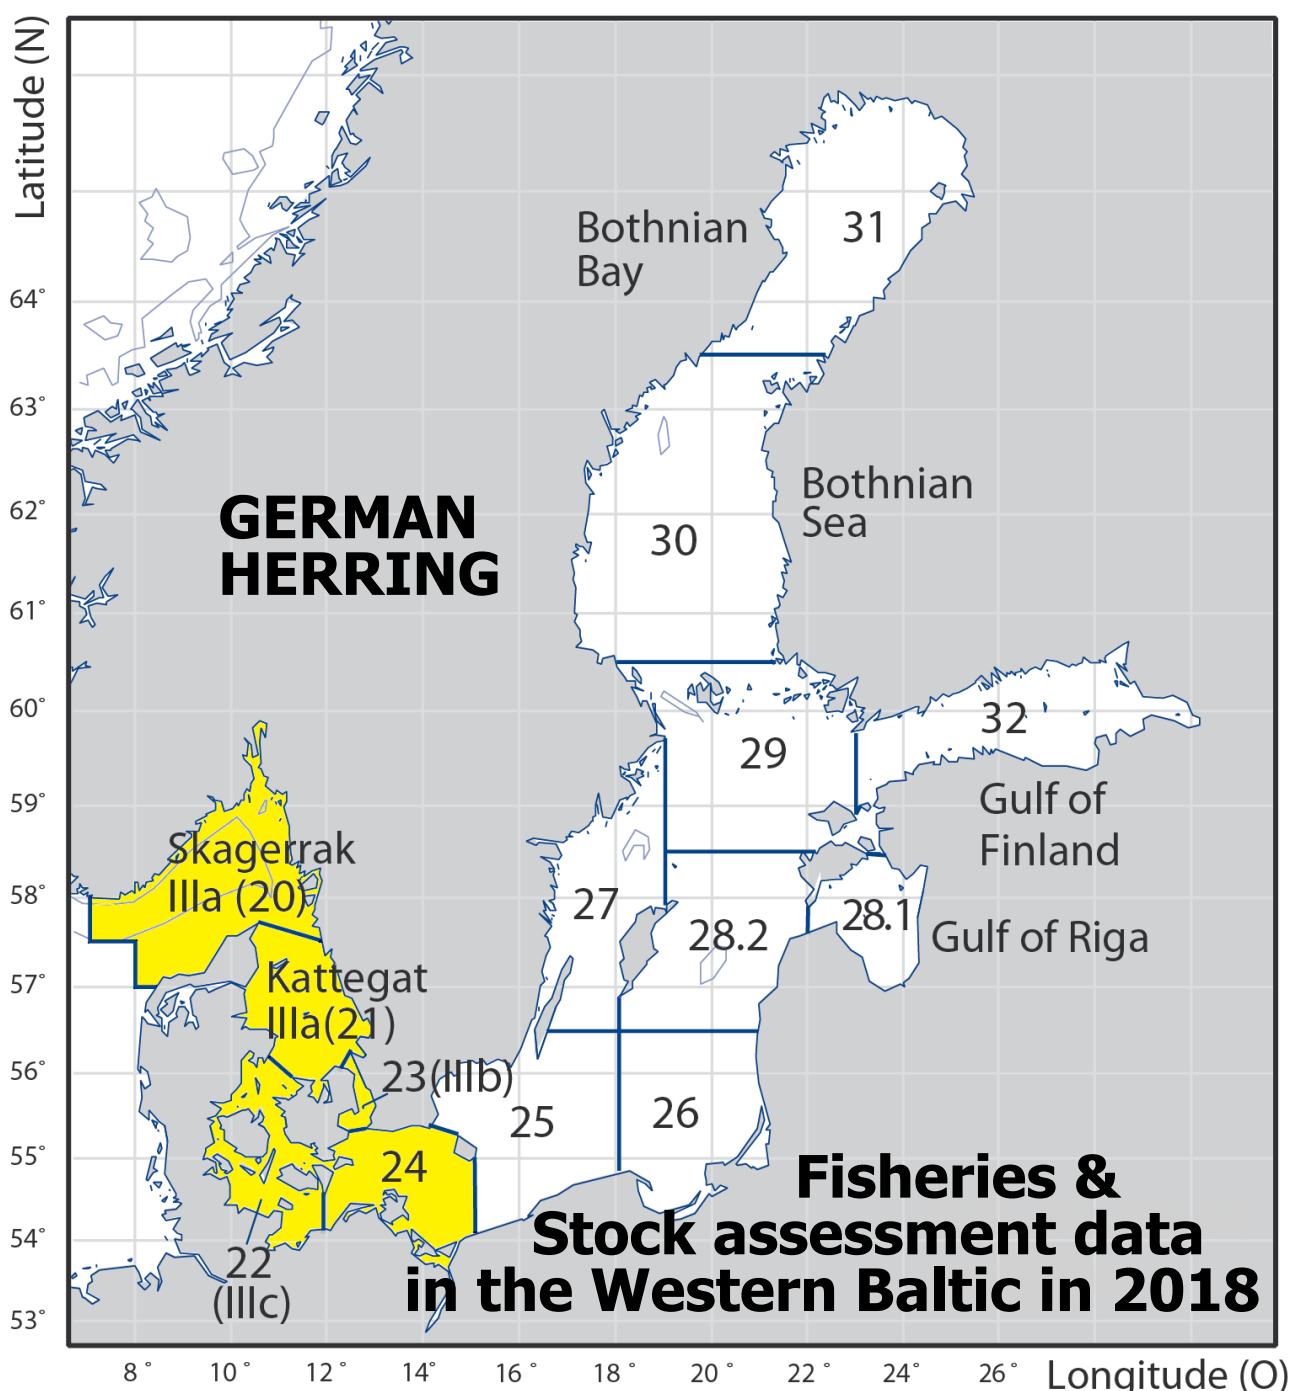 Latitude (N)
Bothnian
Bay
31
64°
63°
Bothnian
Sea
GERMAN
HERRING
62°
30
61°
60°
32
29
59°
Gulf of
Finland
Skagerrak
IIIa (20)
58°
27
28.2
28.1
Gulf of Riga
57°
Kattegat
IIIa(21)
56°
23(IIIb)
25
26
55°
24
Fisheries &
Stock assessment data
in the Western Baltic in 2018
54°
22
(IIIc)
53°
8° 10° 12° 14° 16° 18° 20° 22° 24° 26°
Longitude (O)